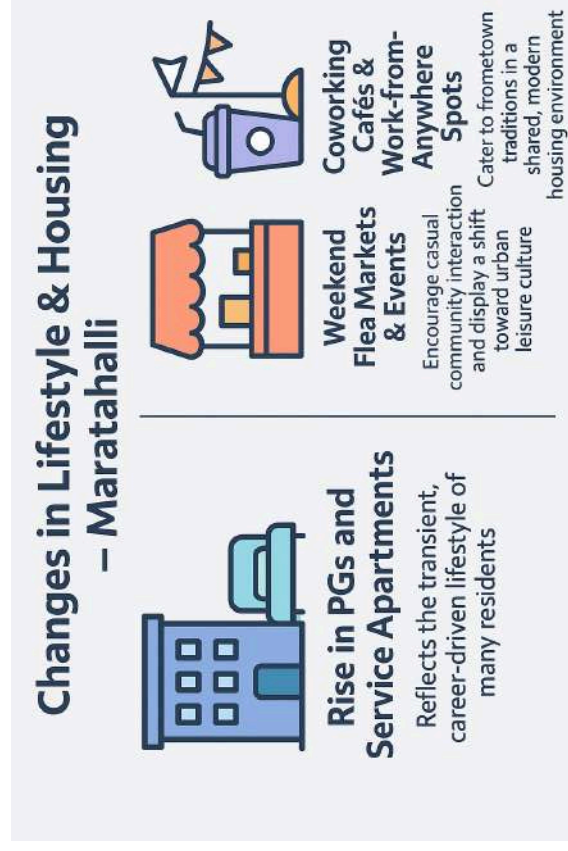 Changes in Lifestyle & Housing
– Maratahalli
Rise in PGs and
Service Apartments
Reflects the transient,
career-driven lifestyle of
many residents
Weekend
Flea Markets
& Events
Encourage casual
community interaction
and display a shift
toward urban
leisure culture
Coworking
Cafés &
Work-from-
Anywhere
Spots
Cater to frometown
traditions in a
shared, modern
housing environment